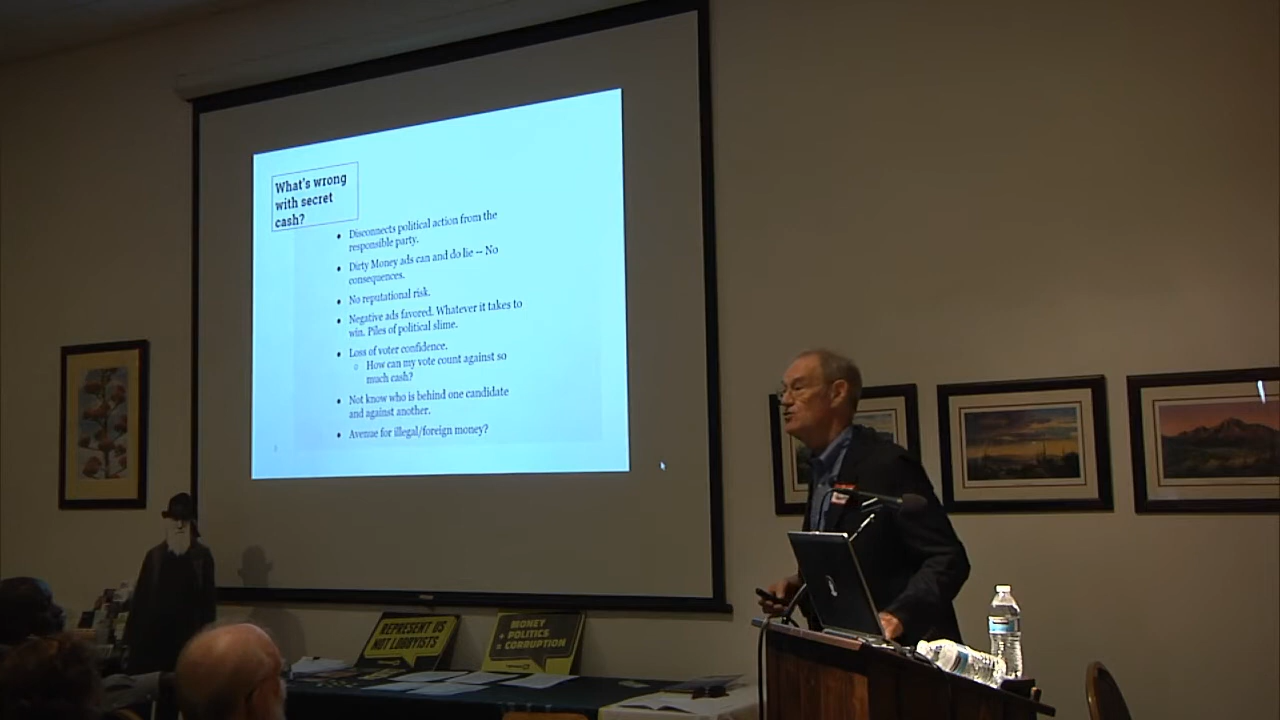 What's wrong
with secret
cash?
• Disconnects political action from the
responsible party.
• Dirty Money ads can and do lie -- No
consequences.
• No reputational risk.
• Negative ads favored. Whatever it takes to
win. Piles of political slime.
• Loss of voter confidence.
○ How can my vote count against so
much cash?
• Not know who is behind one candidate
and against another.
• Avenue for illegal/foreign money?
REPRESENT US
NOT LOBBYISTS
MONEY
+ POLITICS
= CORRUPTION